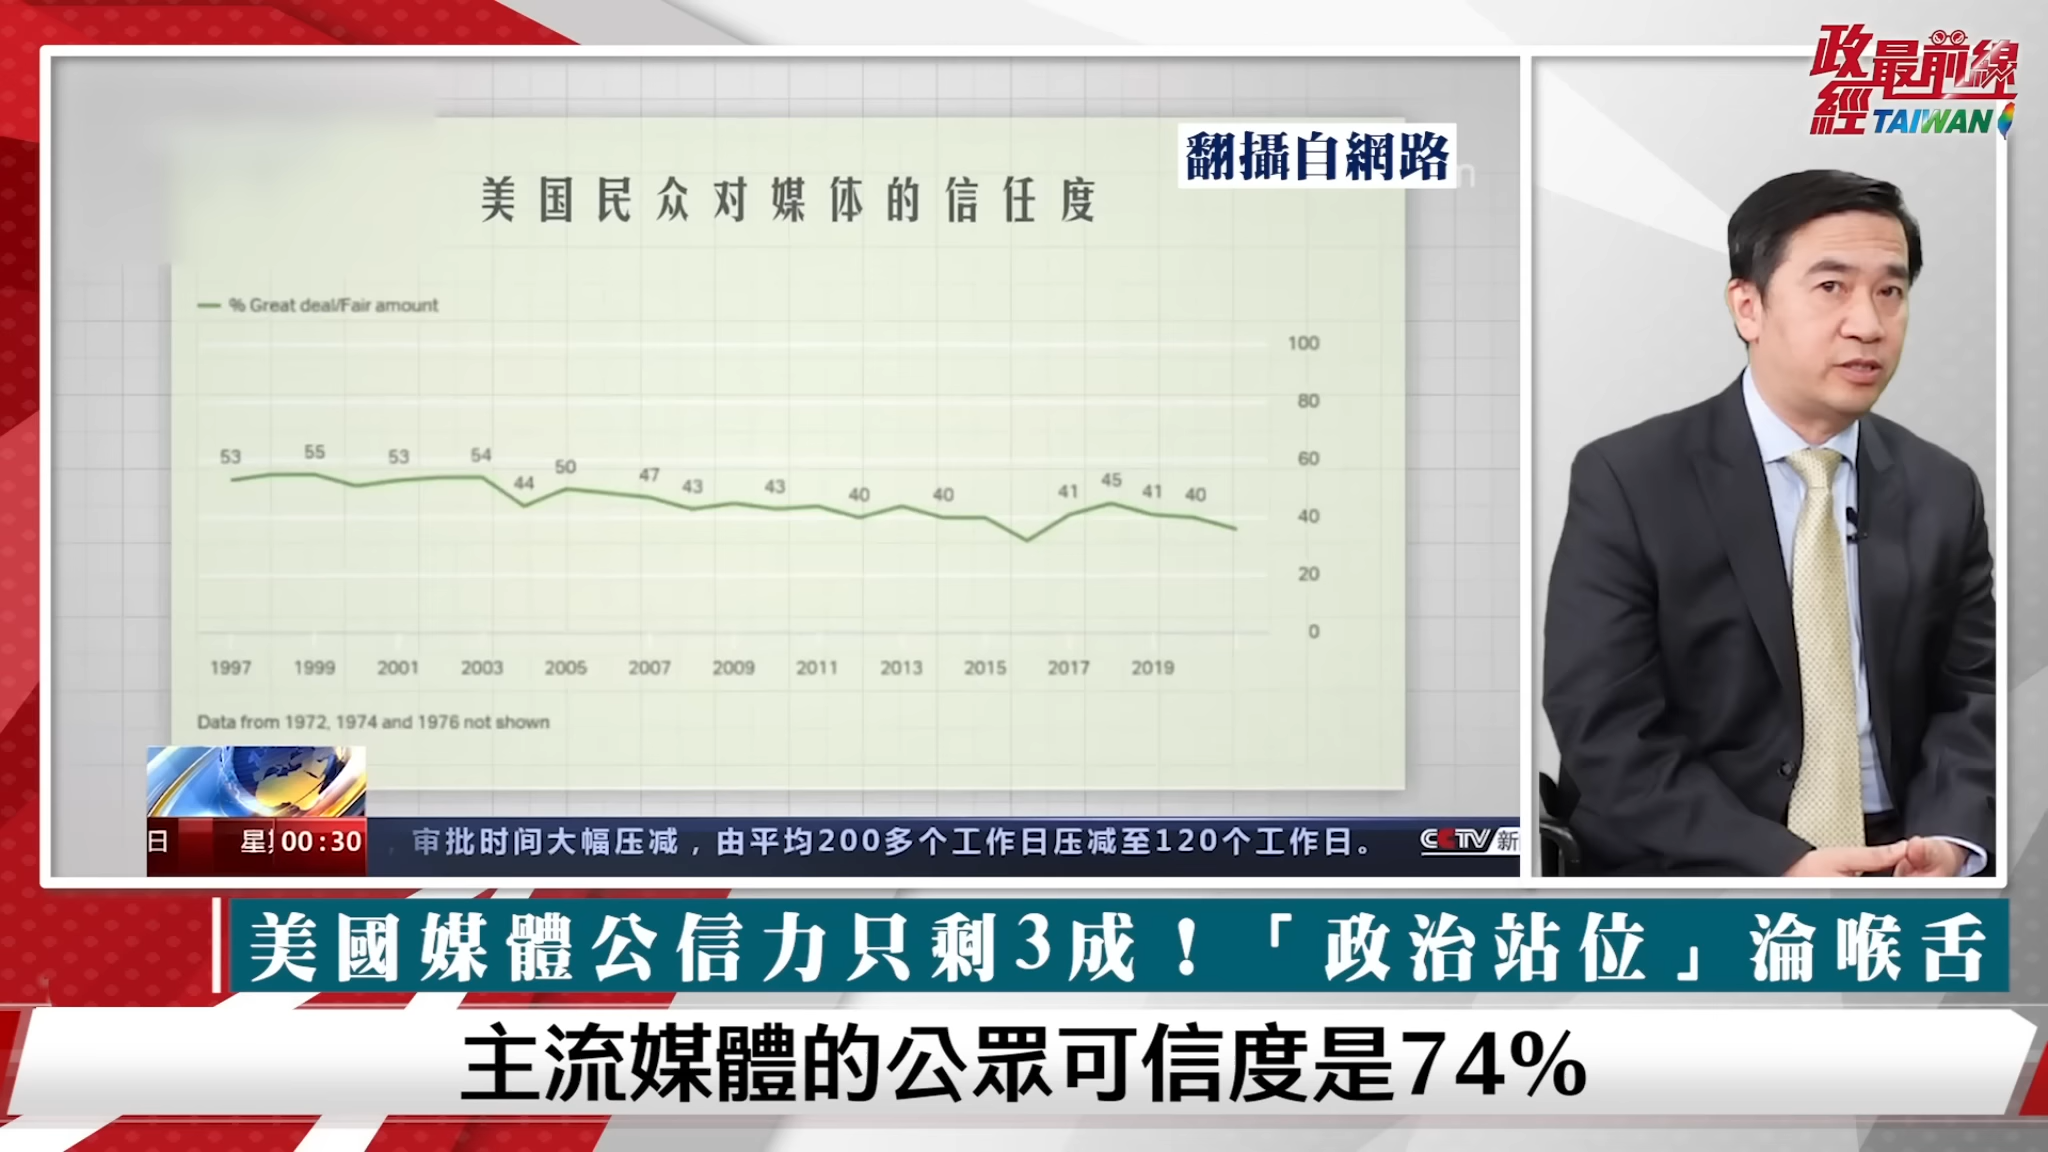 政經最前線
TAIWAN
翻攝自網路
美国民众对媒体的信任度
% Great deal/Fair amount
100
80
60
40
20
0
53 55 53 54 44 50 47 43 43 40 40 41 45 41 40
1997 1999 2001 2003 2005 2007 2009 2011 2013 2015 2017 2019
Data from 1972, 1974 and 1976 not shown
日 星 00:30
，审批时间大幅压减，由平均200多个工作日压减至120个工作日。
CCTV 新
美國媒體公信力只剩3成！「政治站位」淪喉舌
主流媒體的公眾可信度是74%